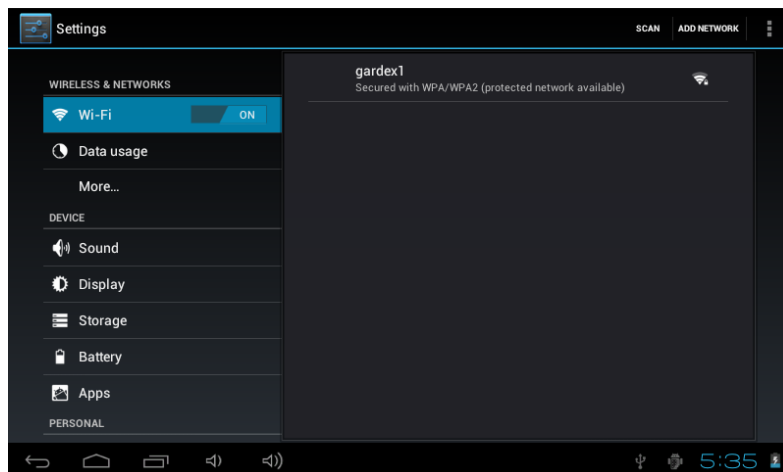 Settings
SCAN
ADD NETWORK
WIRELESS & NETWORKS
Wi-Fi
ON
Data usage
More...
DEVICE
Sound
Display
Storage
Battery
Apps
PERSONAL
gardex1
Secured with WPA/WPA2 (protected network available)
5:35